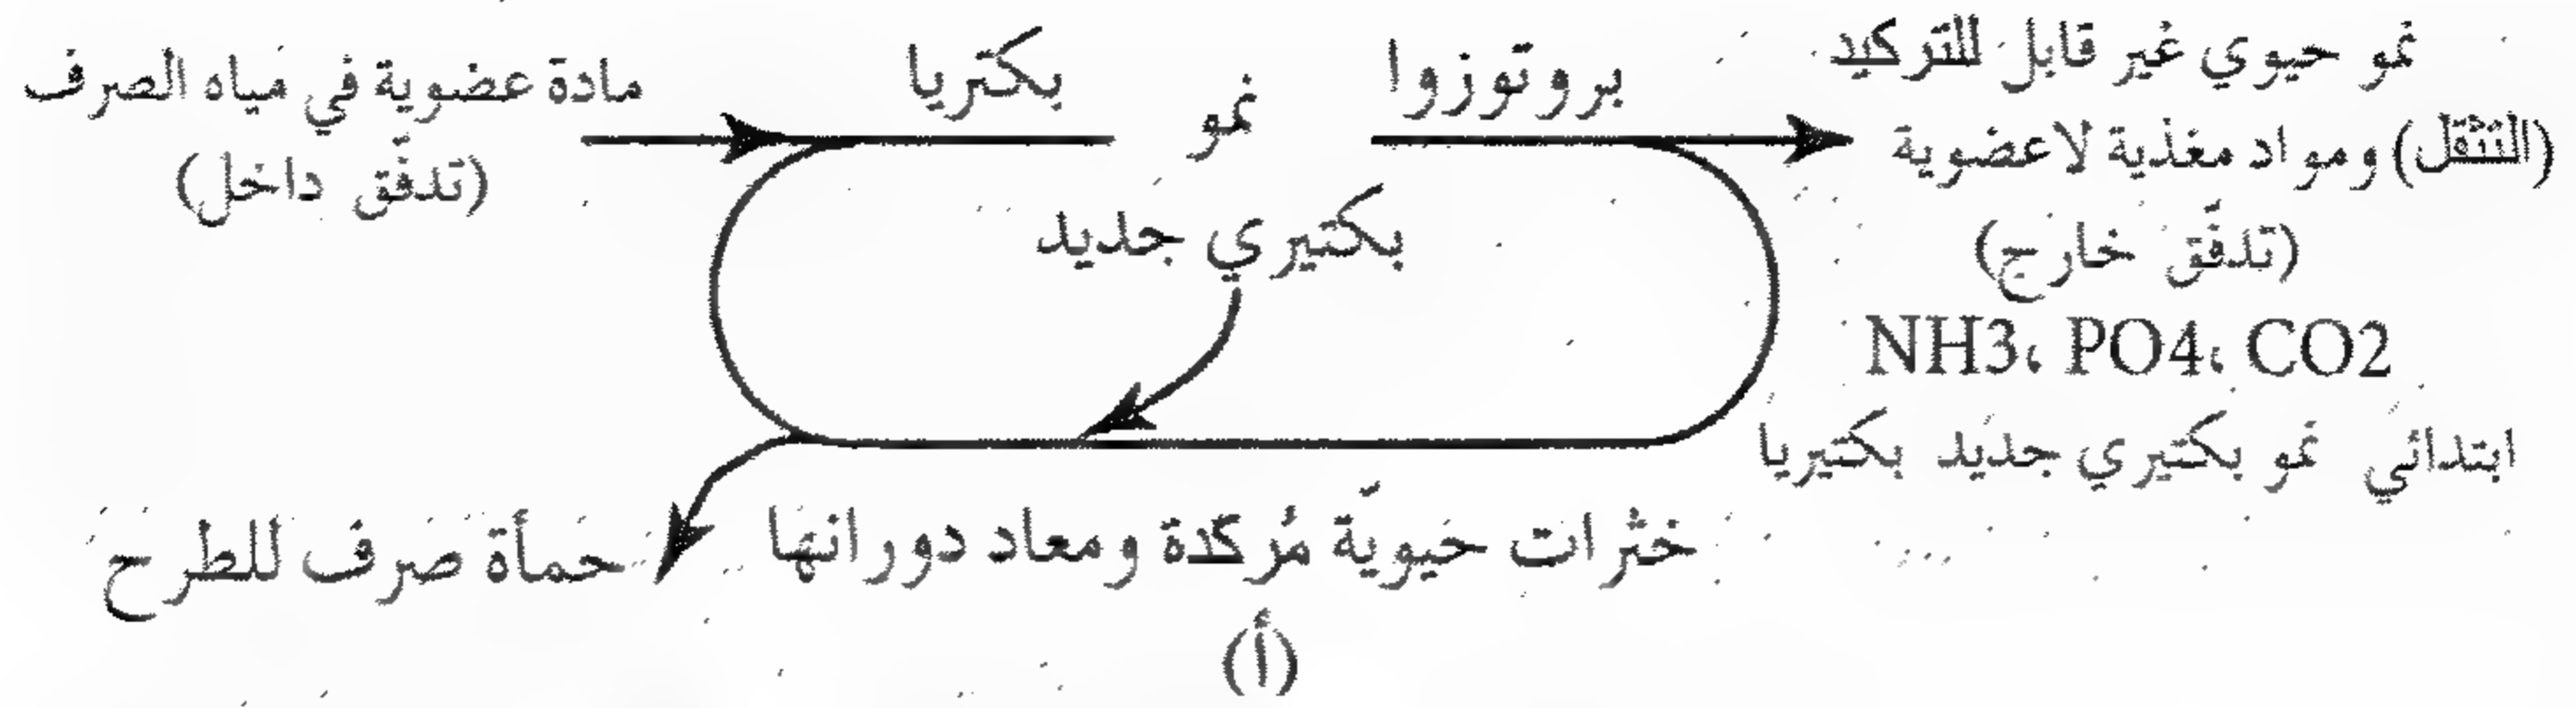 مادة عضوية في مياه الصرف
(تدفّق داخل)
بكتريا
نمو
بكتيري جديد
بروتوزوا
نمو حيوي غير قابل للتركيد
(التثقل) ومواد مغذية لاعضوية
(تدفّق خارج)
NH3، PO4، CO2
ابتدائي نمو بكتيري جديد بكتيريا
خثرات حيويّة مُركدة ومعاد دورانها
حمأة صرف للطرح
(أ)